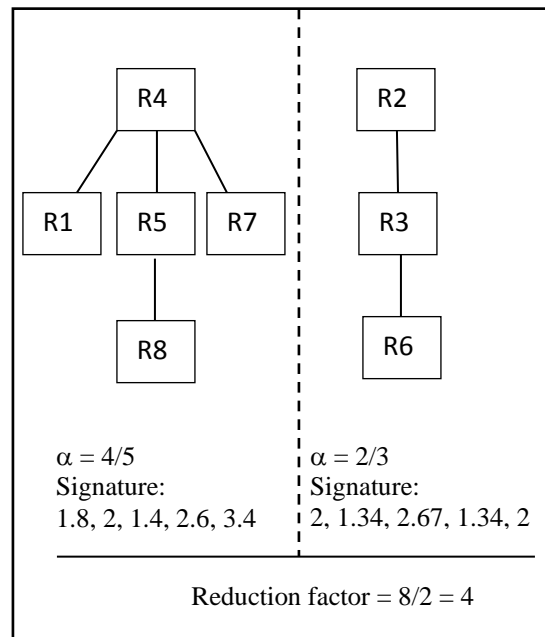 R4
R1
R5
R7
R8
α = 4/5
Signature:
1.8, 2, 1.4, 2.6, 3.4
R2
R3
R6
α = 2/3
Signature:
2, 1.34, 2.67, 1.34, 2
Reduction factor = 8/2 = 4